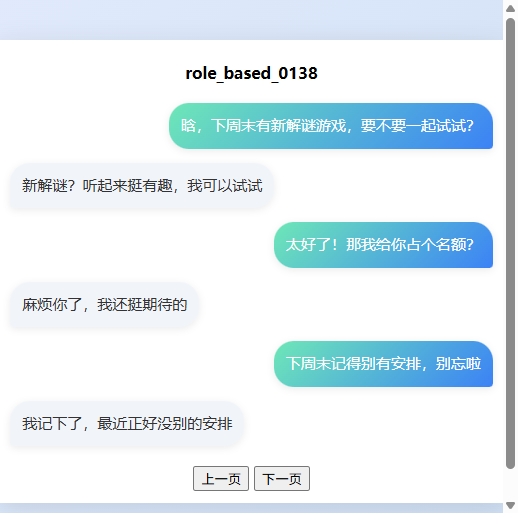 role_based_0138
晗，下周末有新解谜游戏，要不要一起试试？
新解谜？听起来挺有趣，我可以试试
太好了！那我给你占个名额？
麻烦你了，我还挺期待的
下周末记得别有安排，别忘啦
我记下了，最近正好没别的安排
上一页 下一页